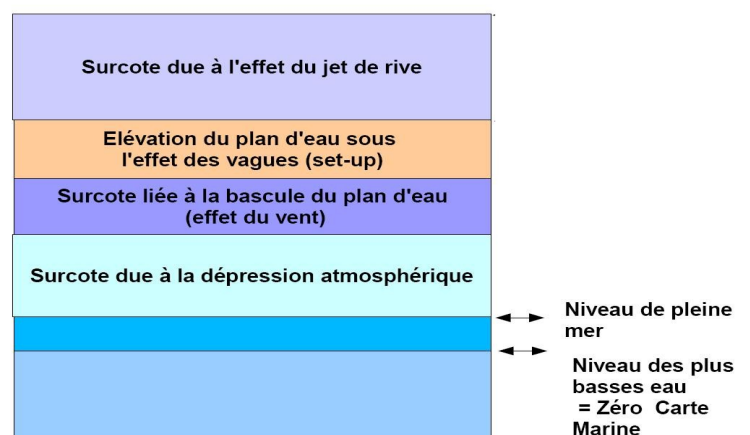 Surcote due à l'effet du jet de rive
Elévation du plan d'eau sous
l'effet des vagues (set-up)
Surcote liée à la bascule du plan d'eau
(effet du vent)
Surcote due à la dépression atmosphérique
Niveau de pleine
mer
Niveau des plus
basses eau
= Zéro Carte
Marine